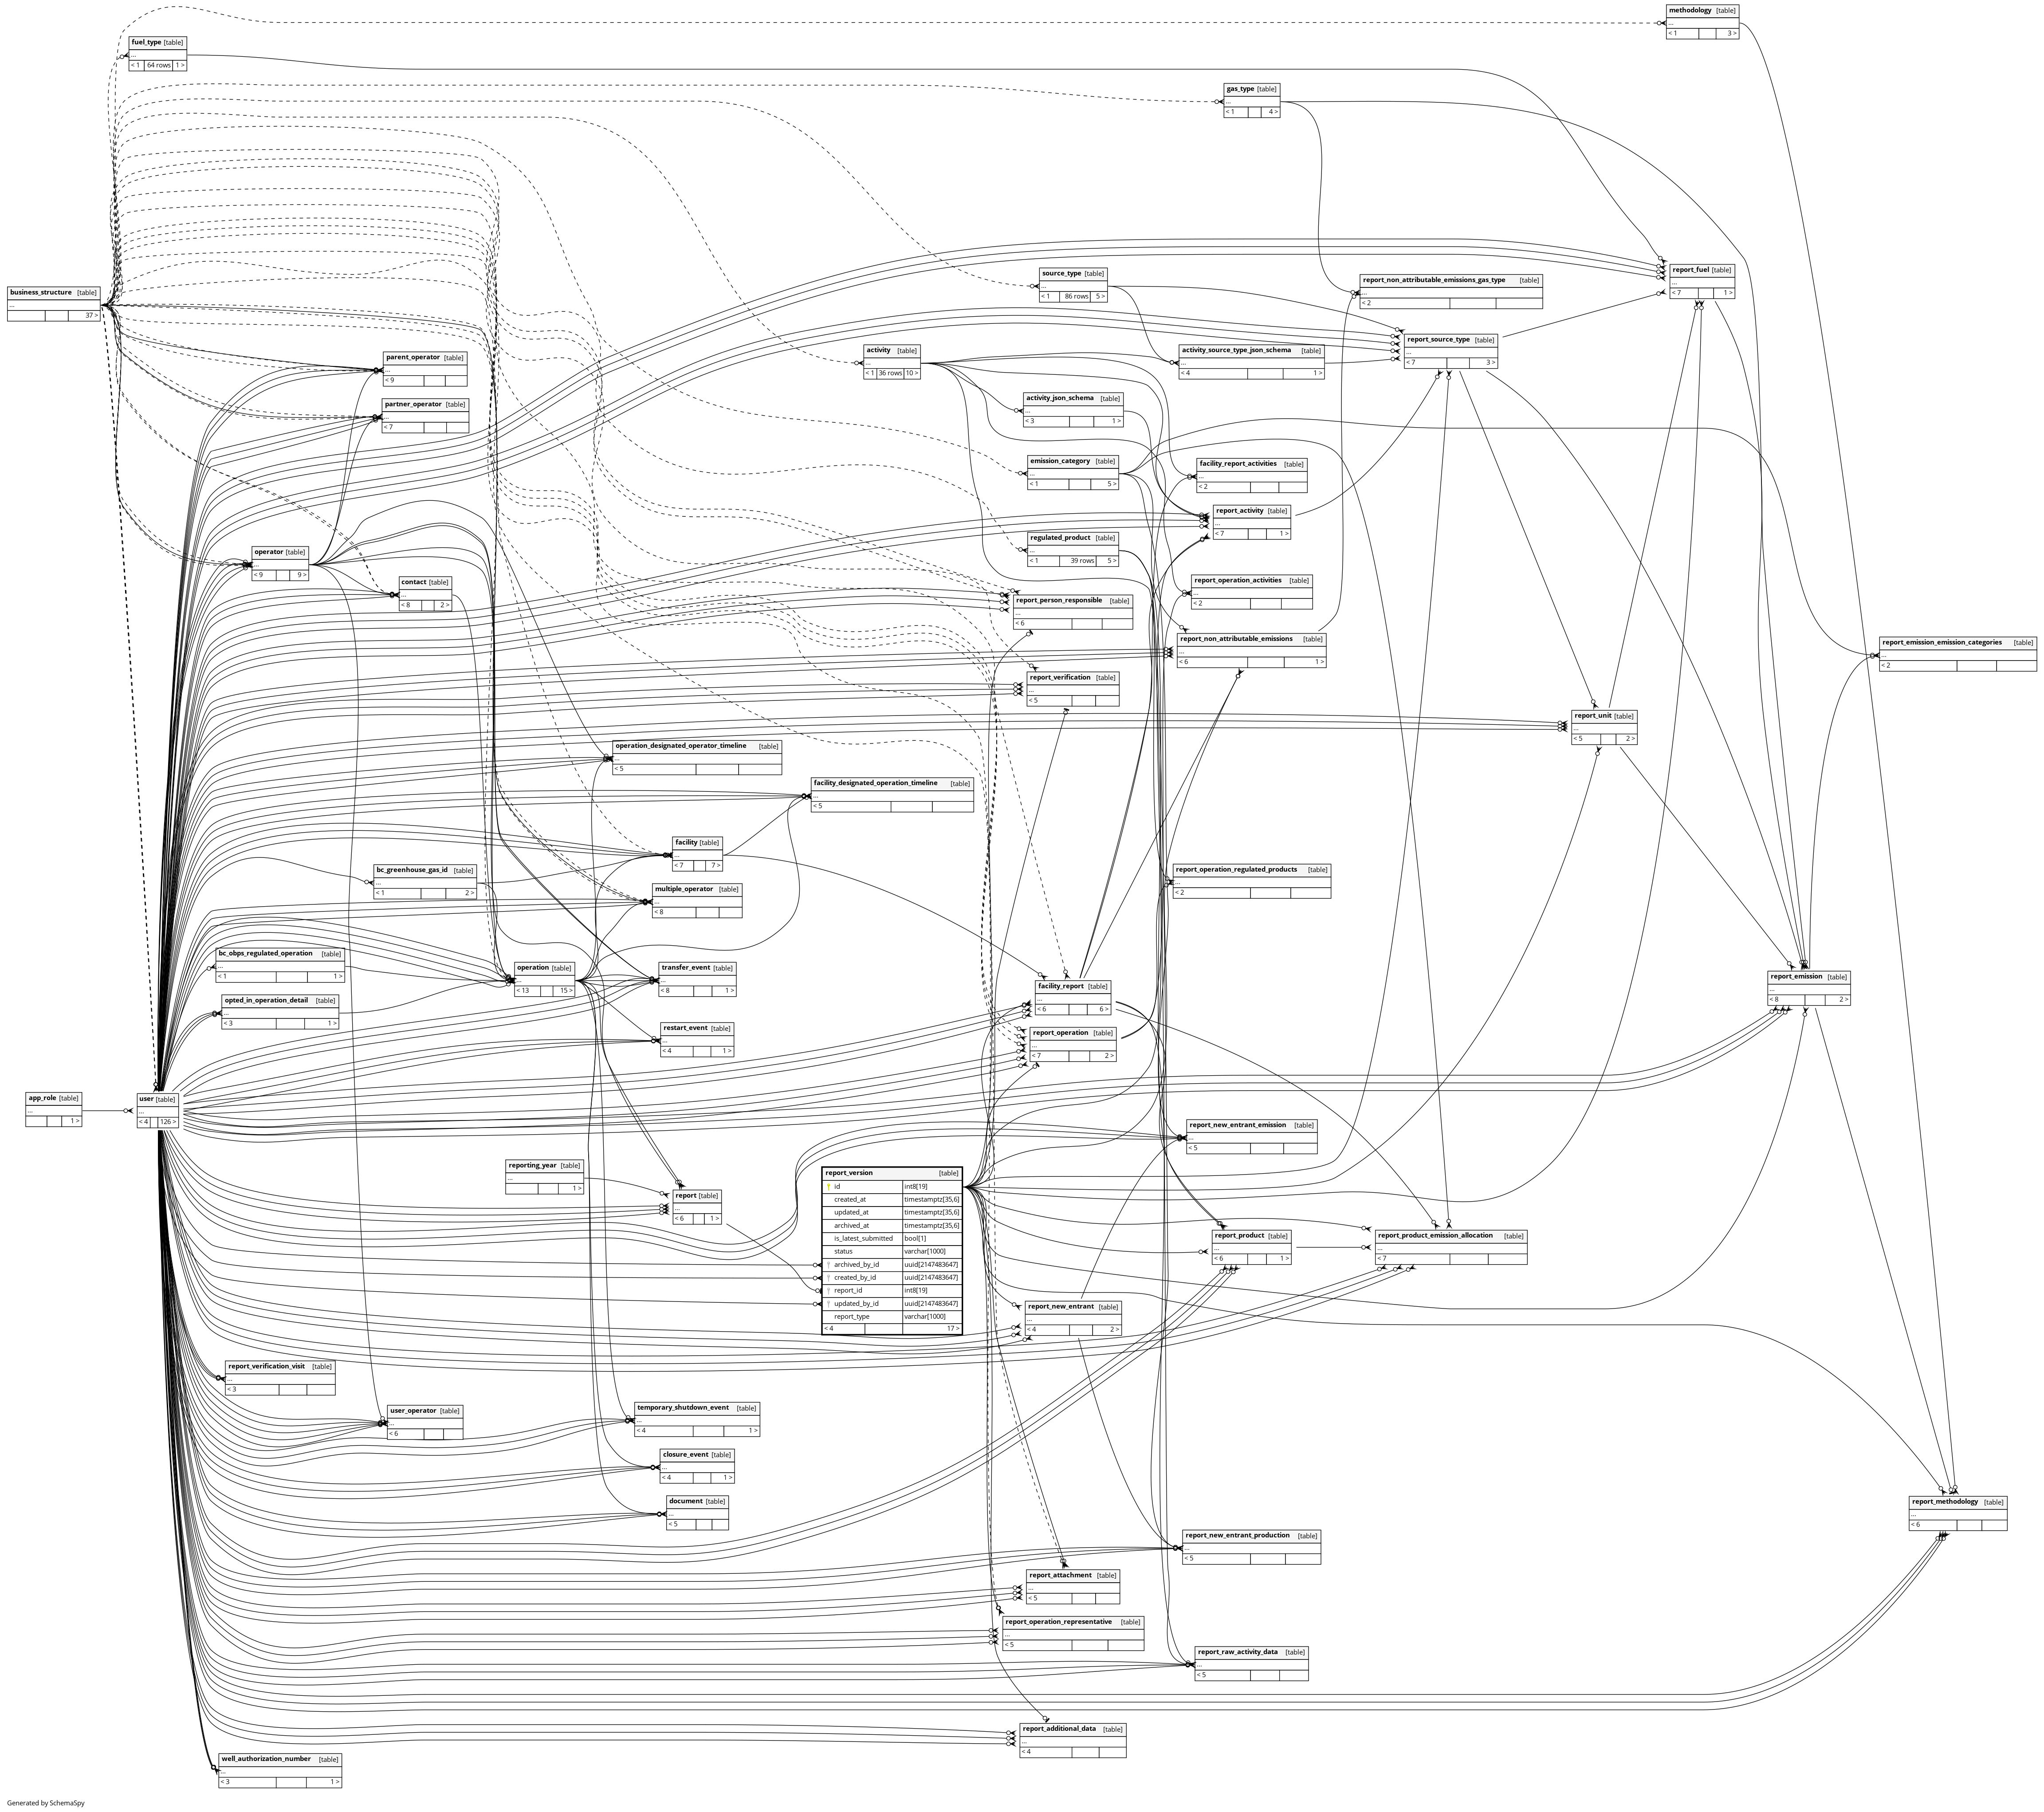 methodology [table]
...
< 1 3 >
fuel_type [table]
...
< 1 64 rows 1 >
gas_type [table]
...
< 1 4 >
report_fuel [table]
...
< 7 1 >
source_type [table]
...
< 1 86 rows 5 >
report_non_attributable_emissions_gas_type [table]
...
< 2
business_structure [table]
...
37 >
report_source_type [table]
...
< 7 3 >
activity [table]
...
< 1 36 rows 10 >
activity_source_type_json_schema [table]
...
< 4 1 >
parent_operator [table]
...
< 9
activity_json_schema [table]
...
< 3 1 >
partner_operator [table]
...
< 7
emission_category [table]
...
< 1 5 >
facility_report_activities [table]
...
< 2
report_activity [table]
...
< 7 1 >
regulated_product [table]
...
< 1 39 rows 5 >
operator [table]
...
< 9 9 >
contact [table]
...
< 8 2 >
report_operation_activities [table]
...
< 2
report_person_responsible [table]
...
< 6
report_non_attributable_emissions [table]
...
< 6 1 >
report_emission_emission_categories [table]
...
< 2
report_verification [table]
...
< 5
report_unit [table]
...
< 5 2 >
operation_designated_operator_timeline [table]
...
< 5
facility_designated_operation_timeline [table]
...
< 5
facility [table]
...
< 7 7 >
bc_greenhouse_gas_id [table]
...
< 1 2 >
report_operation_regulated_products [table]
...
< 2
multiple_operator [table]
...
< 8
bc_obps_regulated_operation [table]
...
< 1 1 >
operation [table]
...
< 13 15 >
transfer_event [table]
...
< 8 1 >
report_emission [table]
...
< 8 2 >
facility_report [table]
...
< 6 6 >
opted_in_operation_detail [table]
...
< 3 1 >
restart_event [table]
...
< 4 1 >
report_operation [table]
...
< 7 2 >
app_role [table]
...
1 >
user [table]
...
< 4 126 >
report_new_entrant_emission [table]
...
< 5
reporting_year [table]
...
1 >
report [table]
...
< 6 1 >
report_version [table]
id int8[19]
created_at timestamptz[35,6]
updated_at timestamptz[35,6]
archived_at timestamptz[35,6]
is_latest_submitted bool[1]
status varchar[1000]
archived_by_id uuid[2147483647]
created_by_id uuid[2147483647]
report_id int8[19]
updated_by_id uuid[2147483647]
report_type varchar[1000]
< 4 17 >
report_product [table]
...
< 6 1 >
report_product_emission_allocation [table]
...
< 7
report_new_entrant [table]
...
< 4 2 >
report_verification_visit [table]
...
< 3
user_operator [table]
...
< 6
temporary_shutdown_event [table]
...
< 4 1 >
closure_event [table]
...
< 4 1 >
document [table]
...
< 5
report_methodology [table]
...
< 6
report_new_entrant_production [table]
...
< 5
report_attachment [table]
...
< 5
report_operation_representative [table]
...
< 5
report_raw_activity_data [table]
...
< 5
report_additional_data [table]
...
< 4
well_authorization_number [table]
...
< 3 1 >
Generated by SchemaSpy